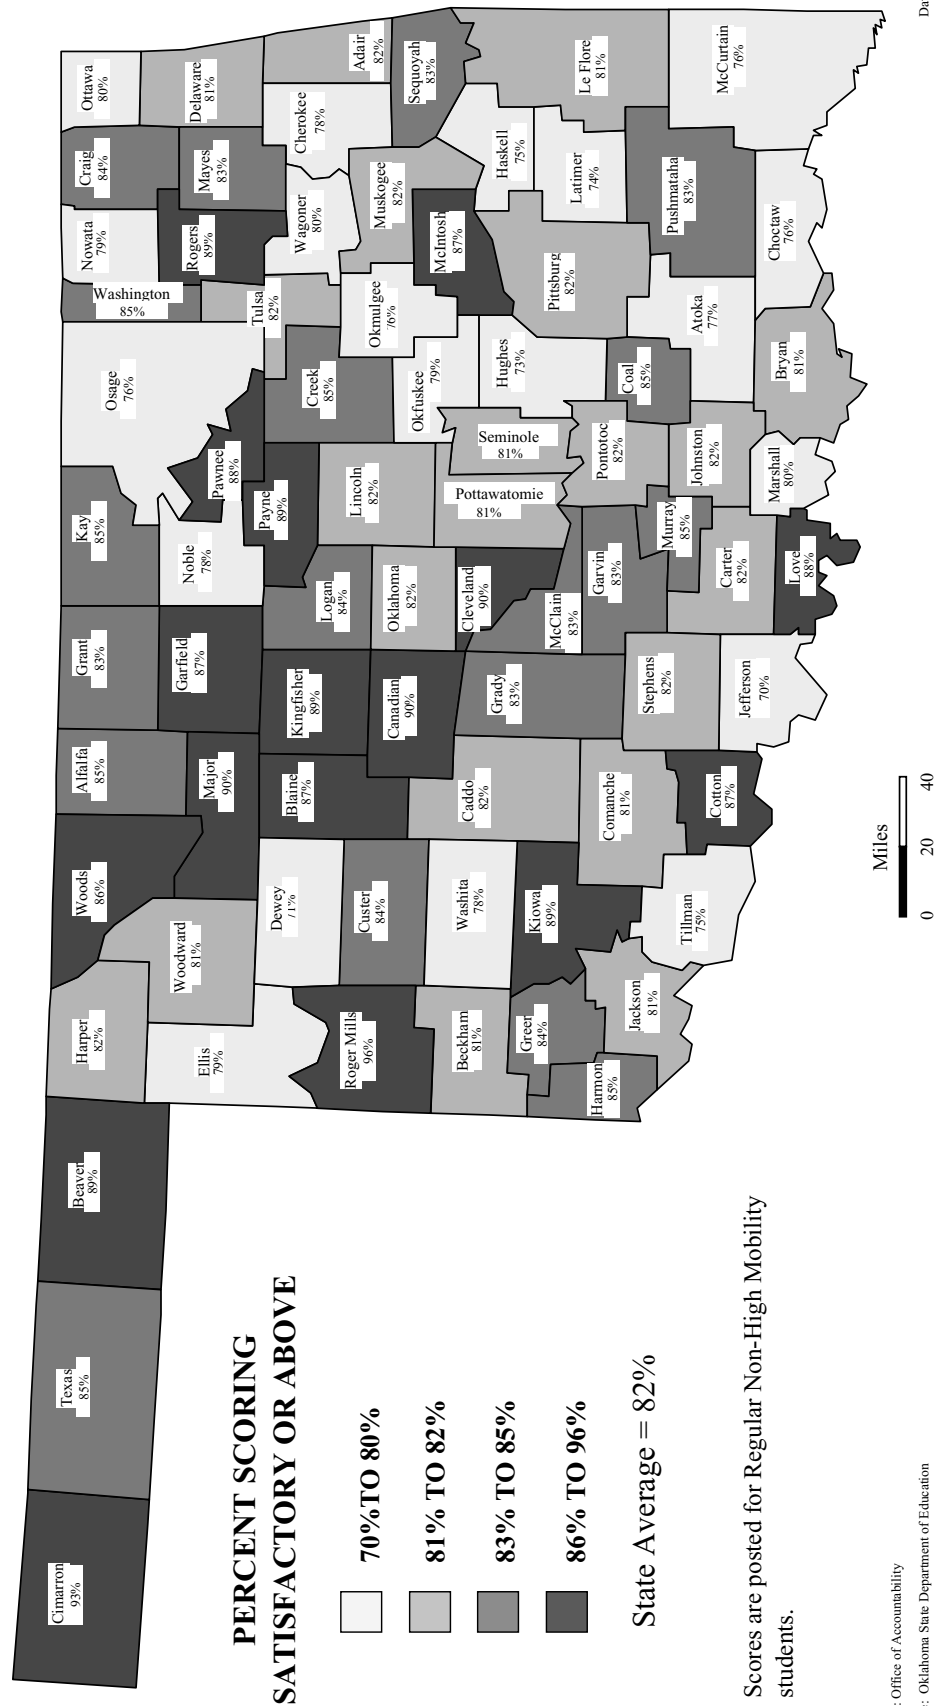 Cimarron
93%
Texas
85%
Beaver
89%
Harper
82%
Woods
86%
Alfalfa
85%
Grant
83%
Kay
85%
Osage
76%
Washington
85%
Nowata
79%
Craig
84%
Ottawa
80%
Ellis
79%
Woodward
81%
Major
90%
Garfield
87%
Noble
78%
Pawnee
88%
Rogers
89%
Mayes
83%
Delaware
81%
Roger Mills
96%
Dewey
71%
Blaine
87%
Kingfisher
89%
Logan
84%
Payne
89%
Creek
85%
Tulsa
82%
Wagoner
80%
Cherokee
78%
Adair
82%
Custer
84%
Canadian
90%
Oklahoma
82%
Lincoln
82%
Okfuskee
79%
Okmulgee
76%
Muskogee
82%
Sequoyah
83%
Beckham
81%
Washita
78%
Caddo
82%
Grady
83%
McClain
83%
Cleveland
90%
Pottawatomie
81%
Seminole
81%
Hughes
73%
McIntosh
87%
Haskell
75%
Le Flore
81%
Green
84%
Kiowa
89%
Comanche
81%
Stephens
82%
Garvin
83%
Murray
85%
Pontotoc
82%
Coal
85%
Pittsburg
82%
Latimer
74%
Harmon
85%
Jackson
81%
Tillman
75%
Cotton
87%
Jefferson
70%
Carter
82%
Love
88%
Johnston
82%
Marshall
80%
Atoka
77%
Bryan
81%
Pushmataha
83%
Choctaw
76%
McCurtain
76%
PERCENT SCORING
SATISFACTORY OR ABOVE
70%TO 80%
81% TO 82%
83% TO 85%
86% TO 96%
State Average = 82%
Scores are posted for Regular Non-High Mobility
students.
Miles
0 20 40
: Office of Accountability
: Oklahoma State Department of Education